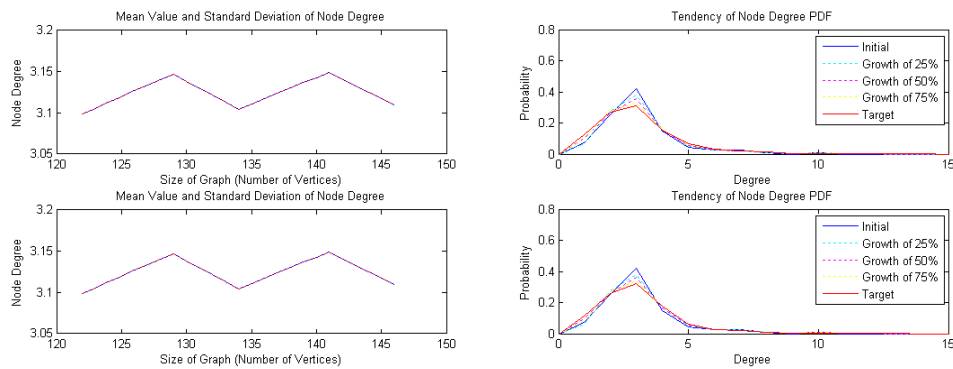 Mean Value and Standard Deviation of Node Degree
3.2
3.15
3.1
3.05
Node Degree
120 125 130 135 140 145 150
Size of Graph (Number of Vertices)
Tendency of Node Degree PDF
0.8
0.6
0.4
0.2
0
Probability
Initial
Growth of 25%
Growth of 50%
Growth of 75%
Target
0 5 10 15
Degree
Mean Value and Standard Deviation of Node Degree
3.2
3.15
3.1
3.05
Node Degree
120 125 130 135 140 145 150
Size of Graph (Number of Vertices)
Tendency of Node Degree PDF
0.8
0.6
0.4
0.2
0
Probability
Initial
Growth of 25%
Growth of 50%
Growth of 75%
Target
0 5 10 15
Degree